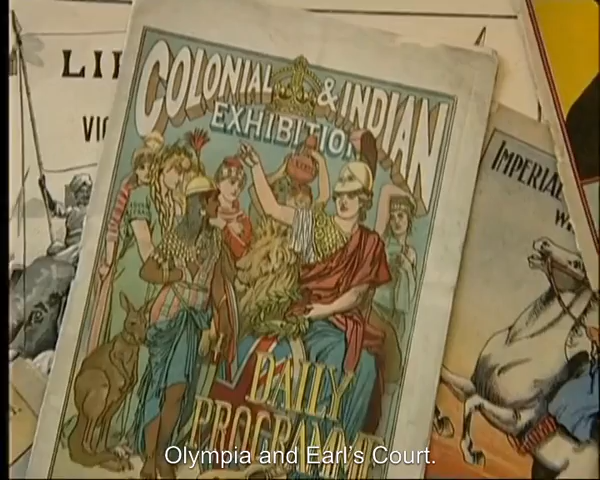 LI
VI
COLONIAL & INDIAN
EXHIBITION
IMPERIAL
W
DAILY
PROGRAMME
Olympia and Earl's Court.